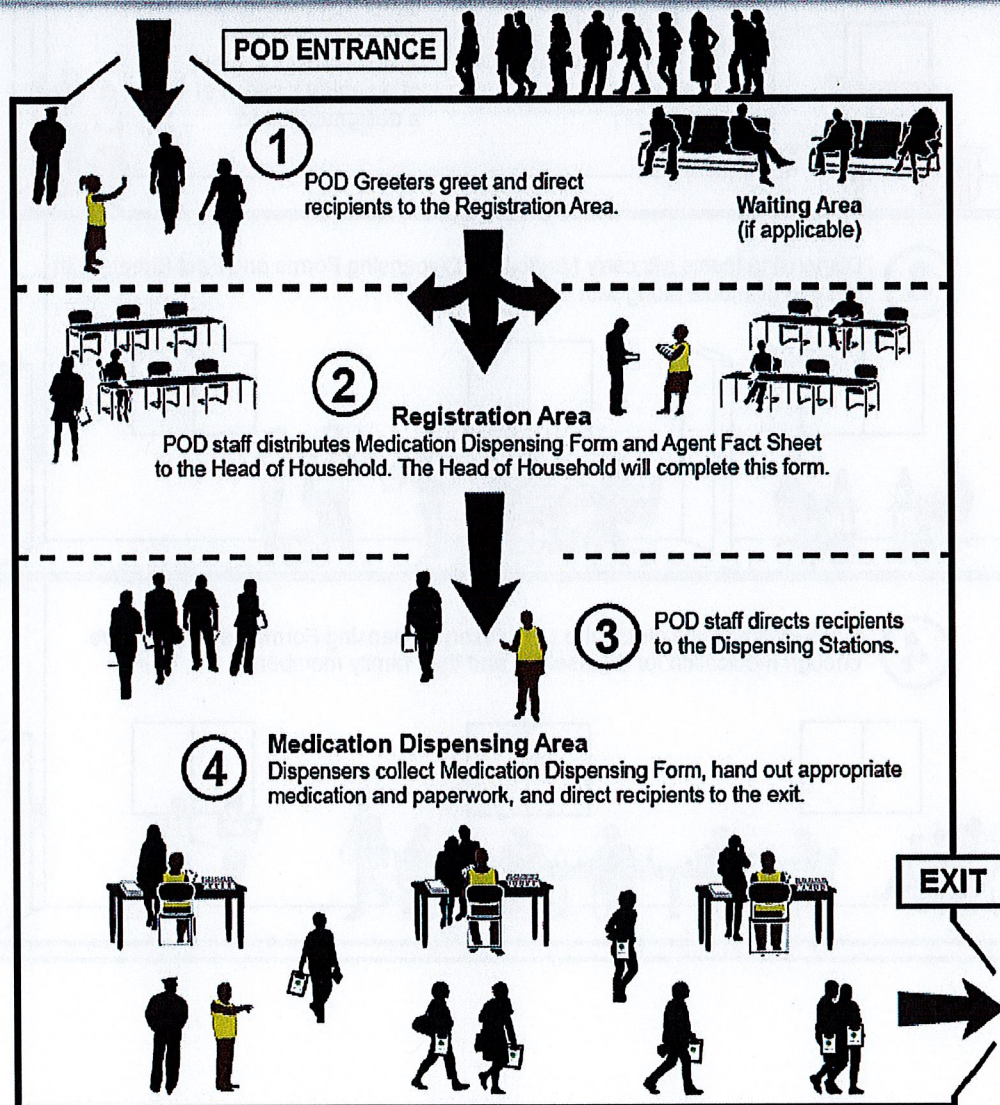 POD ENTRANCE
1
POD Greeters greet and direct
recipients to the Registration Area.
Waiting Area
(if applicable)
2
Registration Area
POD staff distributes Medication Dispensing Form and Agent Fact Sheet
to the Head of Household. The Head of Household will complete this form.
3
POD staff directs recipients
to the Dispensing Stations.
4
Medication Dispensing Area
Dispensers collect Medication Dispensing Form, hand out appropriate
medication and paperwork, and direct recipients to the exit.
EXIT